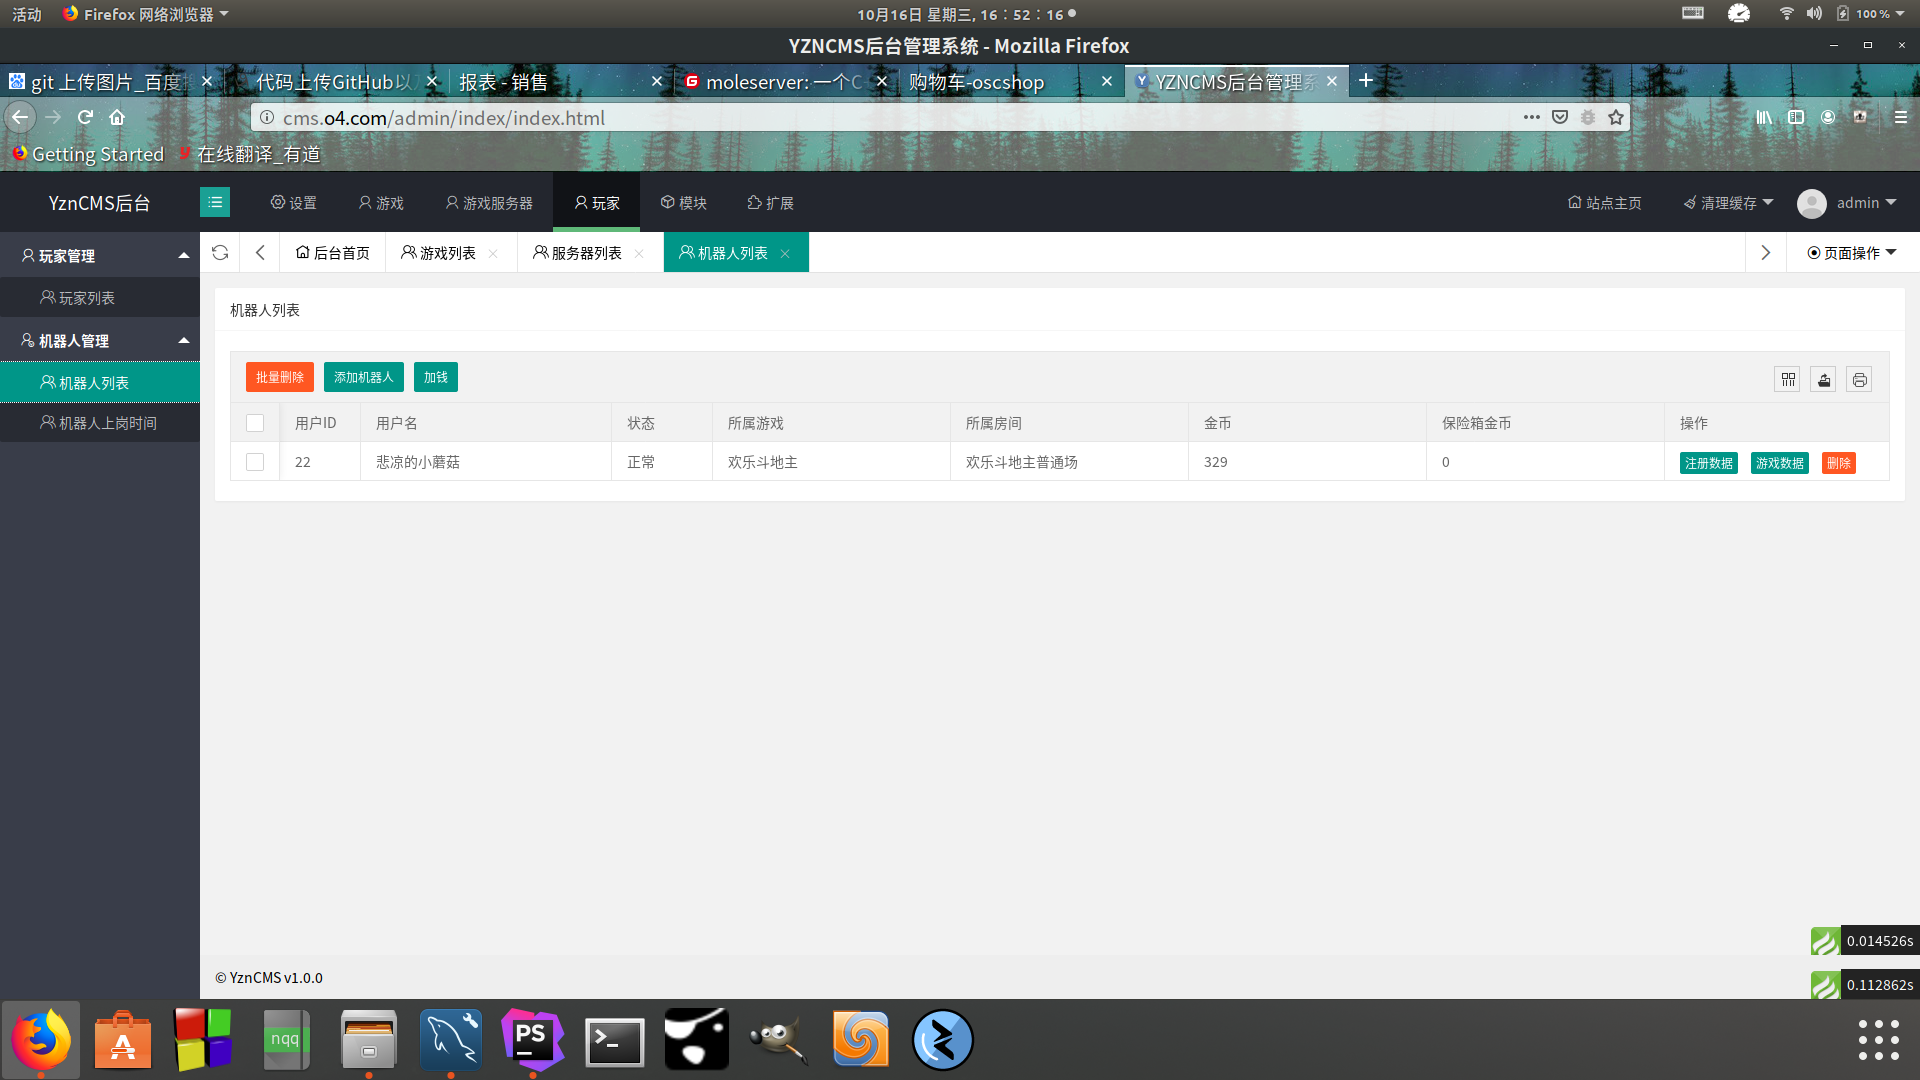 活动 Firefox 网络浏览器 10月16日 星期三, 16:52:16 100%
YZNCMS后台管理系统 - Mozilla Firefox
git 上传图片_百度 代码上传GitHub以 报表 - 销售 moleserver: 一个C 购物车-oscshop YZNCMS后台管理系
cms.o4.com/admin/index/index.html
Getting Started 在线翻译_有道
YznCMS后台 设置 游戏 游戏服务器 玩家 模块 扩展 站点主页 清理缓存 admin
玩家管理 后台首页 游戏列表 服务器列表 机器人列表 页面操作
玩家列表
机器人管理
机器人列表
机器人上岗时间
机器人列表
批量删除 添加机器人 加钱
用户ID 用户名 状态 所属游戏 所属房间 金币 保险箱金币 操作
22 悲凉的小蘑菇 正常 欢乐斗地主 欢乐斗地主普通场 329 0 注册数据 游戏数据 删除
0.014526s
© YznCMS v1.0.0
0.112862s
nqq PS